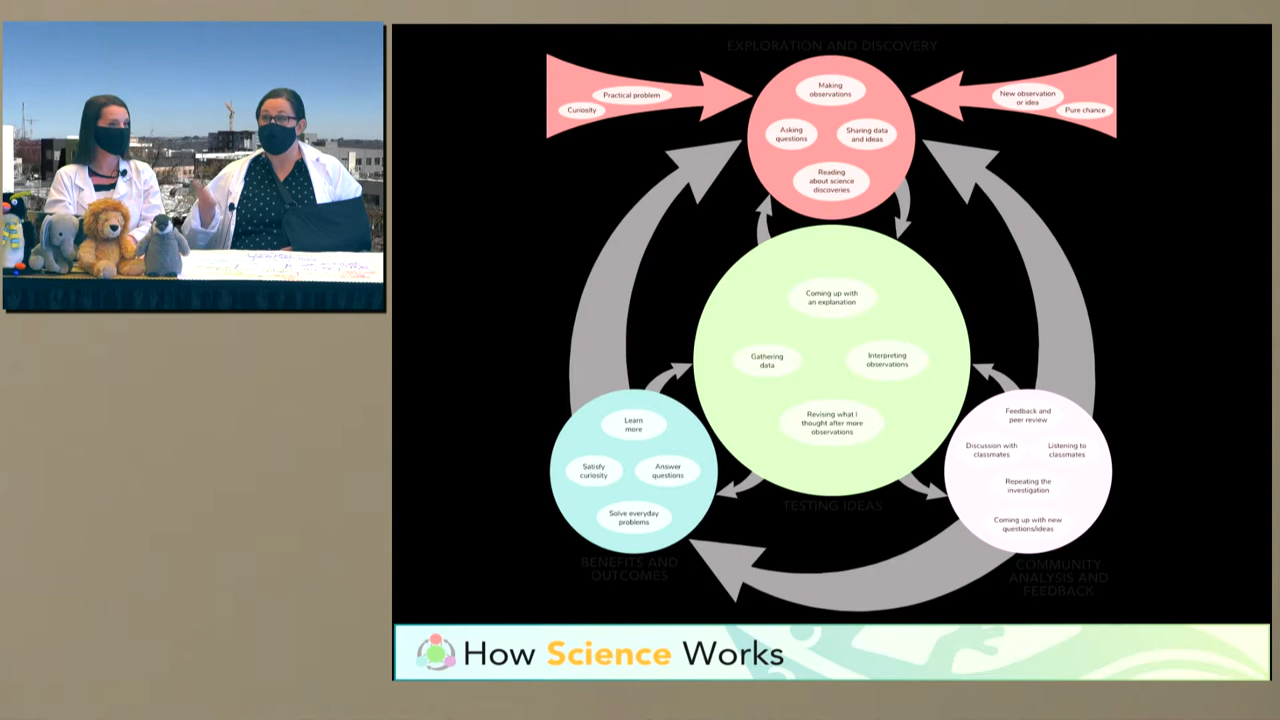 EXPLORATION AND DISCOVERY
Practical problem
Curiosity
New observation
or idea
Pure chance
Making
observations
Asking
questions
Sharing data
and ideas
Reading
about science
discoveries
Coming up with
an explanation
Gathering
data
Interpreting
observations
Revising what I
thought after more
observations
TESTING IDEAS
Learn
more
Satisfy
curiosity
Answer
questions
Solve everyday
problems
BENEFITS AND
OUTCOMES
Feedback and
peer review
Discussion with
classmates
Listening to
classmates
Repeating the
investigation
Coming up with new
questions/ideas
COMMUNITY
ANALYSIS AND
FEEDBACK
How Science Works